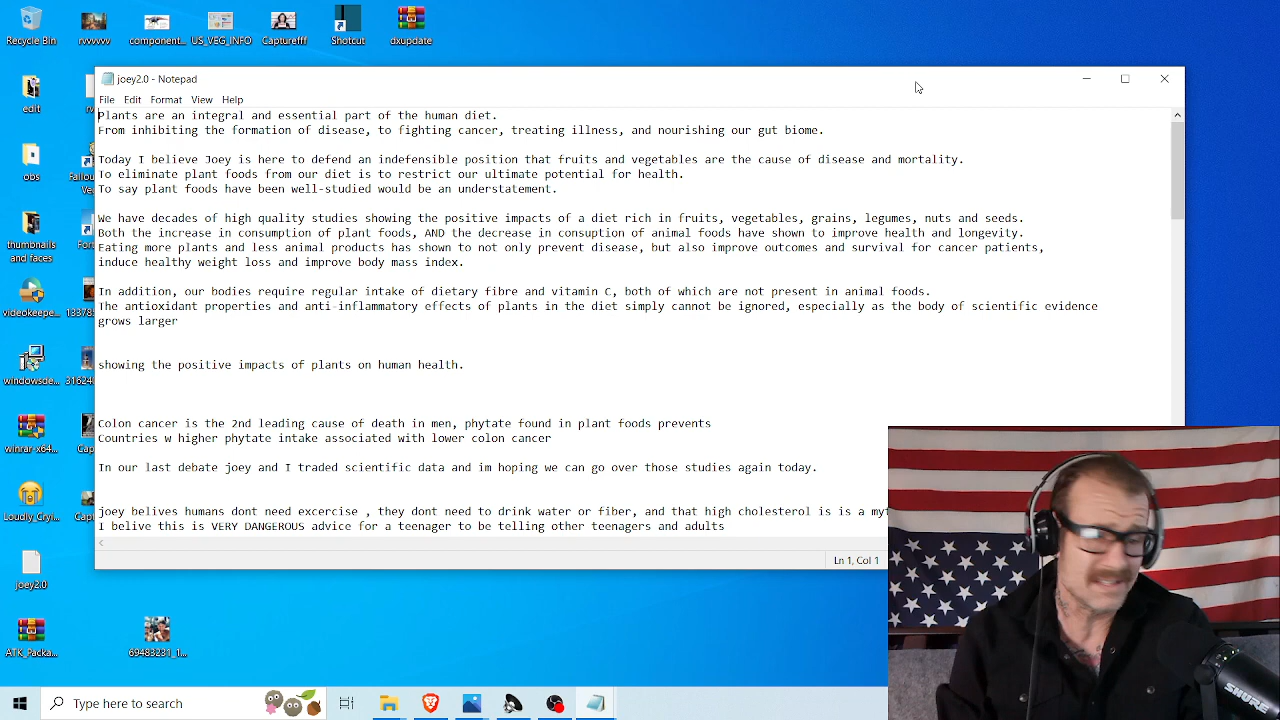 Recycle Bin
rvvvvv
component...
US_VEG_INFO
Capturefff
Shotcut
dxupdate
edit
obs
thumbnails
and faces
videokeepe...
windowsde...
winrar-x64...
Loudly_Cryi...
joey2.0
ATK_Packa...
69483231_1...
joey2.0 - Notepad
File Edit Format View Help
Plants are an integral and essential part of the human diet.
From inhibiting the formation of disease, to fighting cancer, treating illness, and nourishing our gut biome.
Today I believe Joey is here to defend an indefensible position that fruits and vegetables are the cause of disease and mortality.
To eliminate plant foods from our diet is to restrict our ultimate potential for health.
To say plant foods have been well-studied would be an understatement.
We have decades of high quality studies showing the positive impacts of a diet rich in fruits, vegetables, grains, legumes, nuts and seeds.
Both the increase in consumption of plant foods, AND the decrease in consuption of animal foods have shown to improve health and longevity.
Eating more plants and less animal products has shown to not only prevent disease, but also improve outcomes and survival for cancer patients,
induce healthy weight loss and improve body mass index.
In addition, our bodies require regular intake of dietary fibre and vitamin C, both of which are not present in animal foods.
The antioxidant properties and anti-inflammatory effects of plants in the diet simply cannot be ignored, especially as the body of scientific evidence
grows larger
showing the positive impacts of plants on human health.
Colon cancer is the 2nd leading cause of death in men, phytate found in plant foods prevents
Countries w higher phytate intake associated with lower colon cancer
In our last debate joey and I traded scientific data and im hoping we can go over those studies again today.
joey belives humans dont need excercise , they dont need to drink water or fiber, and that high cholesterol is is a myt
I belive this is VERY DANGEROUS advice for a teenager to be telling other teenagers and adults
Ln 1, Col 1
Type here to search
SHURE